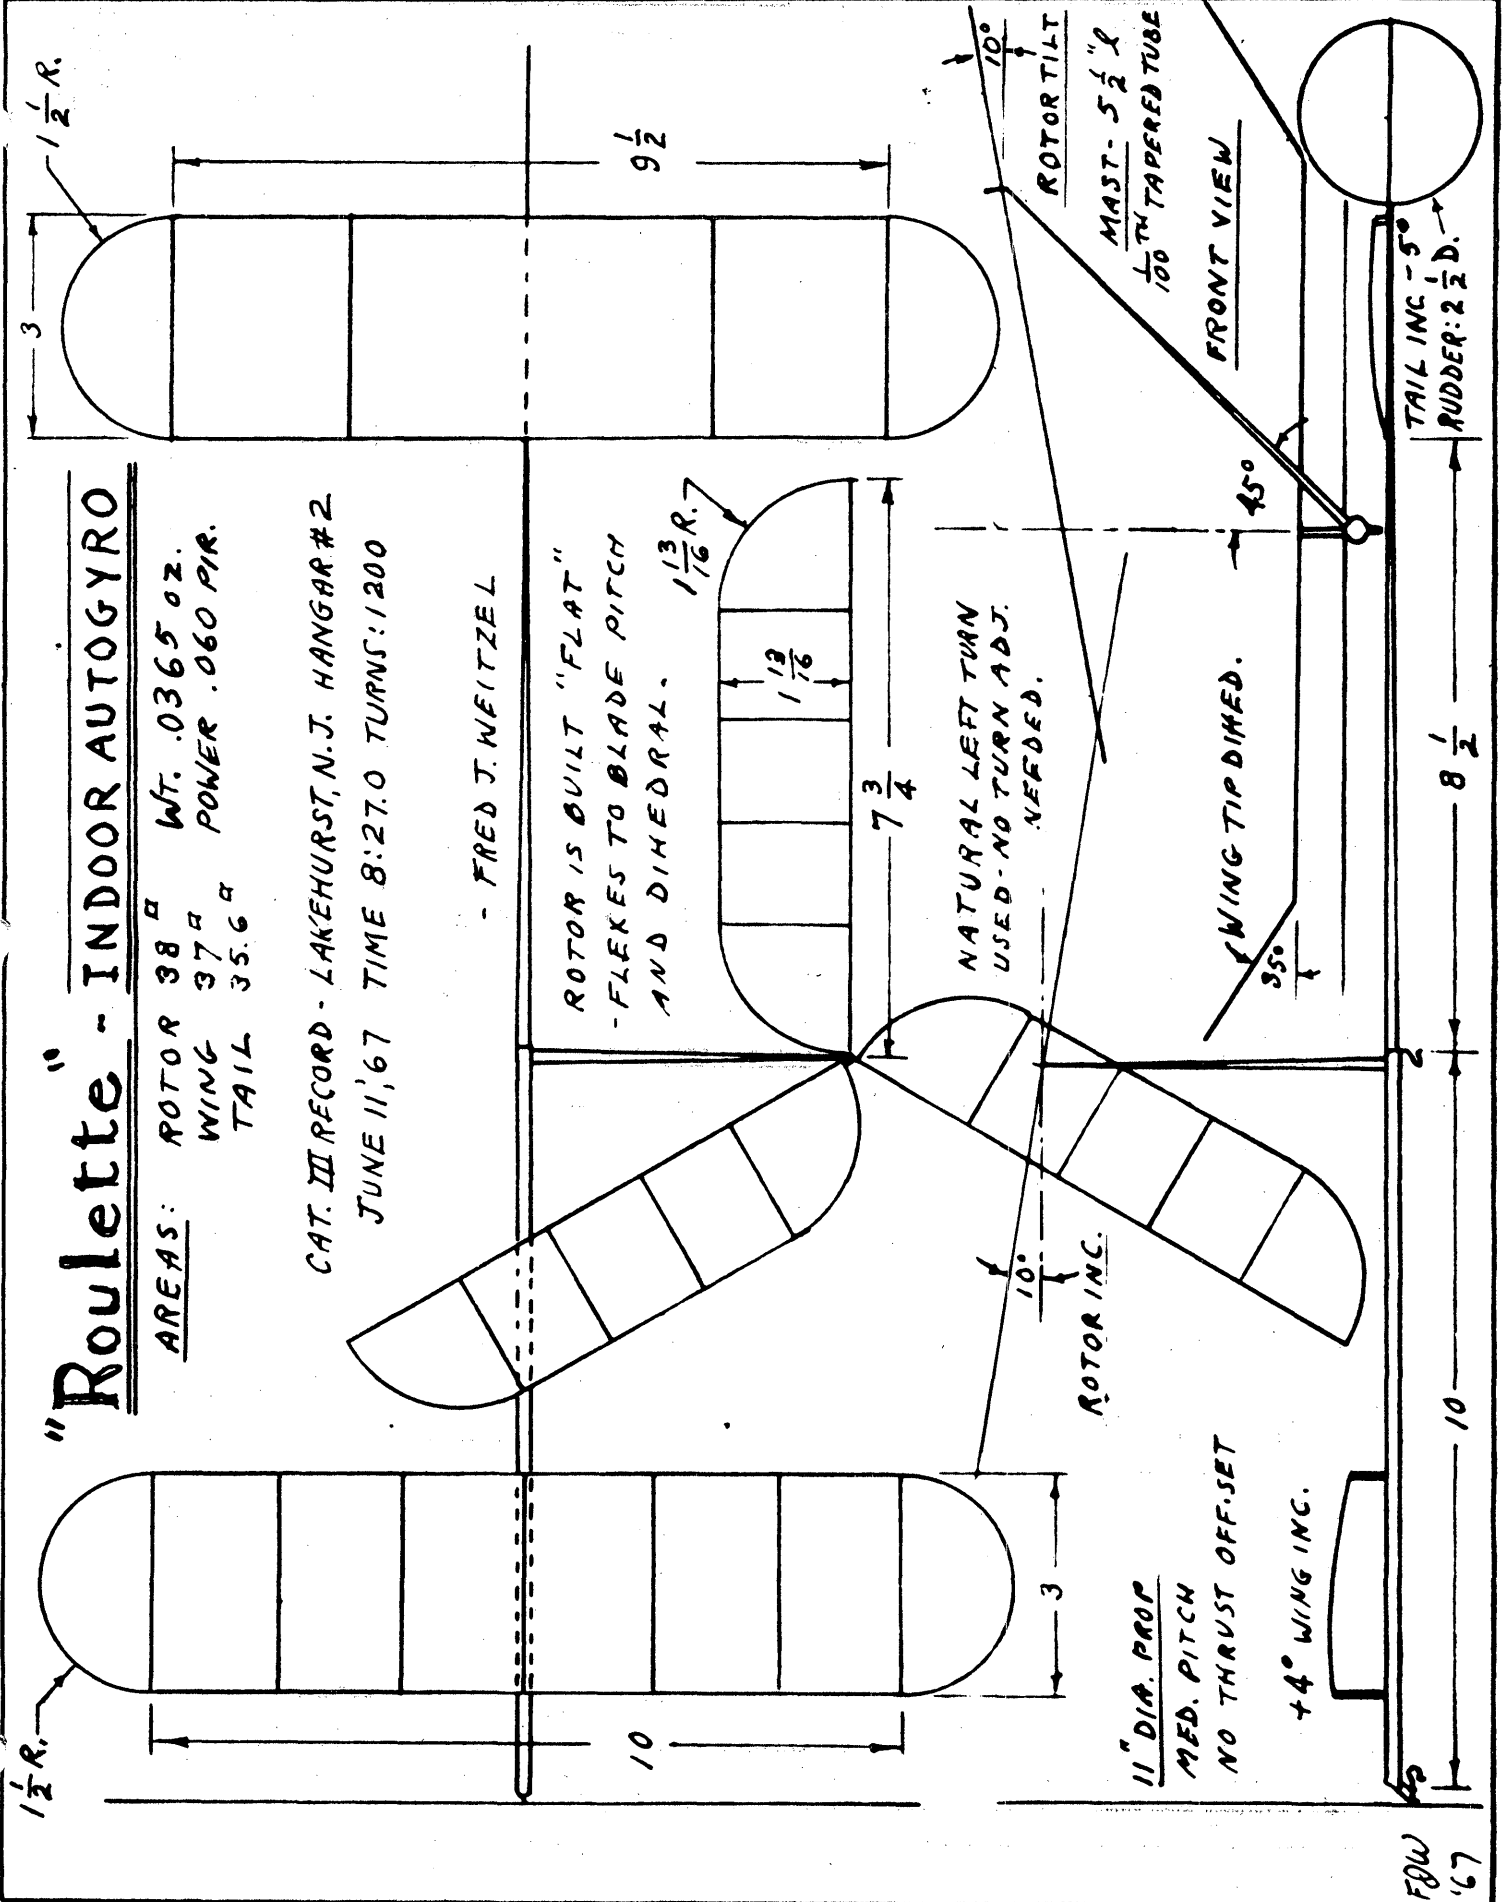 "Roulette" - INDOOR AUTOGYRO
AREAS: ROTOR 38 □" WT. .0365 OZ.
WING 37 □" POWER .060 PIR.
TAIL 35.6 □"
CAT. III RECORD - LAKEHURST, N.J. HANGAR #2
JUNE 11, '67 TIME 8:27.0 TURNS: 1200
- FRED J. WEITZEL
1 1/2 R.
1 1/2 R.
3
9 1/2
10
3
ROTOR IS BUILT "FLAT"
- FLEXES TO BLADE PITCH
AND DIHEDRAL.
1 13/16 R.
1 13/16
7 3/4
NATURAL LEFT TURN
USED - NO TURN ADJ.
NEEDED.
10°
ROTOR INC.
10°
ROTOR TILT
MAST - 5 1/2" l
1/100 TH TAPERED TUBE
FRONT VIEW
45°
WING TIP DIHED.
35°
11" DIA. PROP
MED. PITCH
NO THRUST OFF-SET
+4° WING INC.
TAIL INC - 5°
RUDDER: 2 1/2 D.
10
8 1/2
FJW
'67